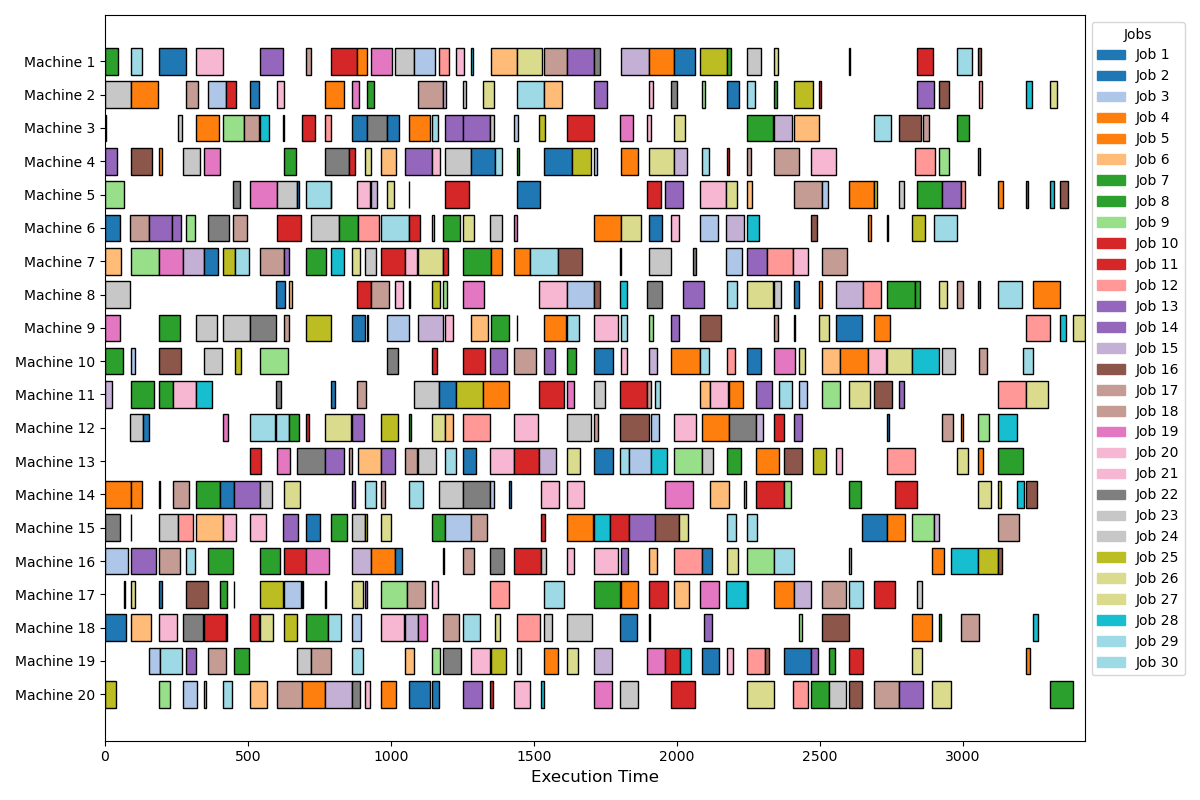 Machine 1
Machine 2
Machine 3
Machine 4
Machine 5
Machine 6
Machine 7
Machine 8
Machine 9
Machine 10
Machine 11
Machine 12
Machine 13
Machine 14
Machine 15
Machine 16
Machine 17
Machine 18
Machine 19
Machine 20
0 500 1000 1500 2000 2500 3000
Execution Time
Jobs
Job 1
Job 2
Job 3
Job 4
Job 5
Job 6
Job 7
Job 8
Job 9
Job 10
Job 11
Job 12
Job 13
Job 14
Job 15
Job 16
Job 17
Job 18
Job 19
Job 20
Job 21
Job 22
Job 23
Job 24
Job 25
Job 26
Job 27
Job 28
Job 29
Job 30